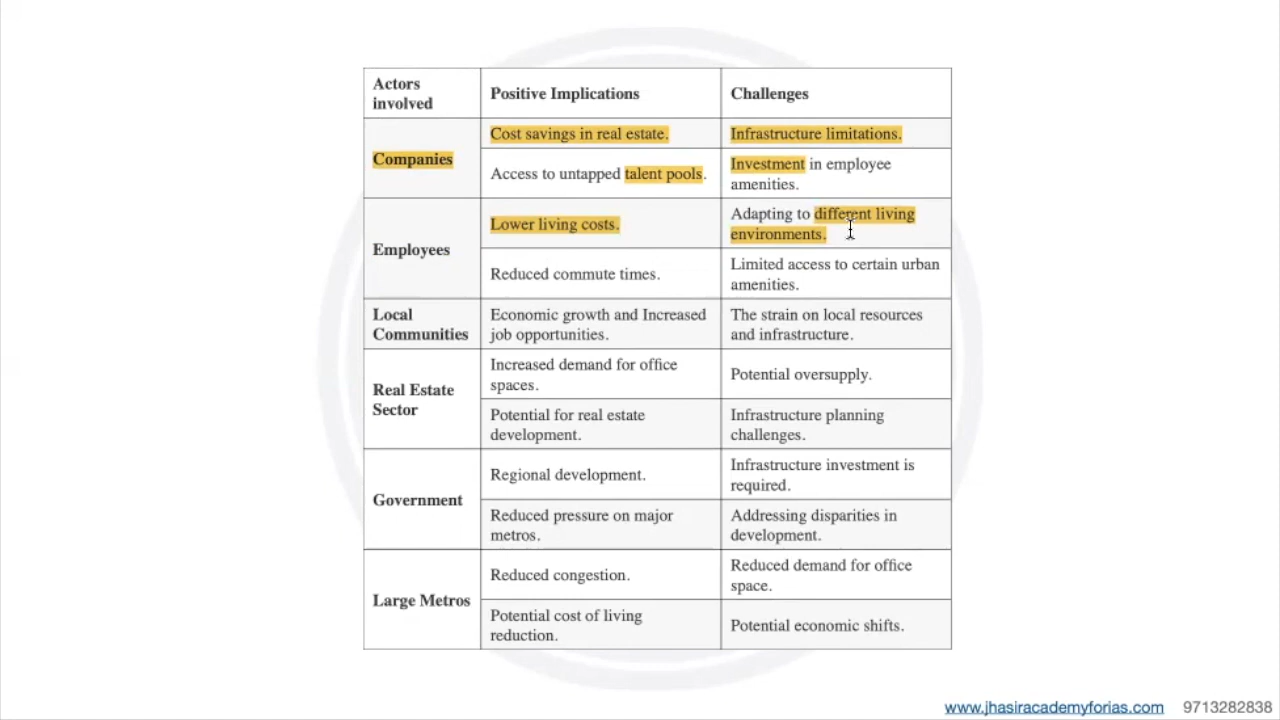 Actors
involved
Positive Implications
Challenges
Companies
Cost savings in real estate.
Infrastructure limitations.
Access to untapped talent pools.
Investment in employee
amenities.
Employees
Lower living costs.
Adapting to different living
environments.
Reduced commute times.
Limited access to certain urban
amenities.
Local
Communities
Economic growth and Increased
job opportunities.
The strain on local resources
and infrastructure.
Real Estate
Sector
Increased demand for office
spaces.
Potential oversupply.
Potential for real estate
development.
Infrastructure planning
challenges.
Government
Regional development.
Infrastructure investment is
required.
Reduced pressure on major
metros.
Addressing disparities in
development.
Large Metros
Reduced congestion.
Reduced demand for office
space.
Potential cost of living
reduction.
Potential economic shifts.
www.jhasiracademyforias.com 9713282838